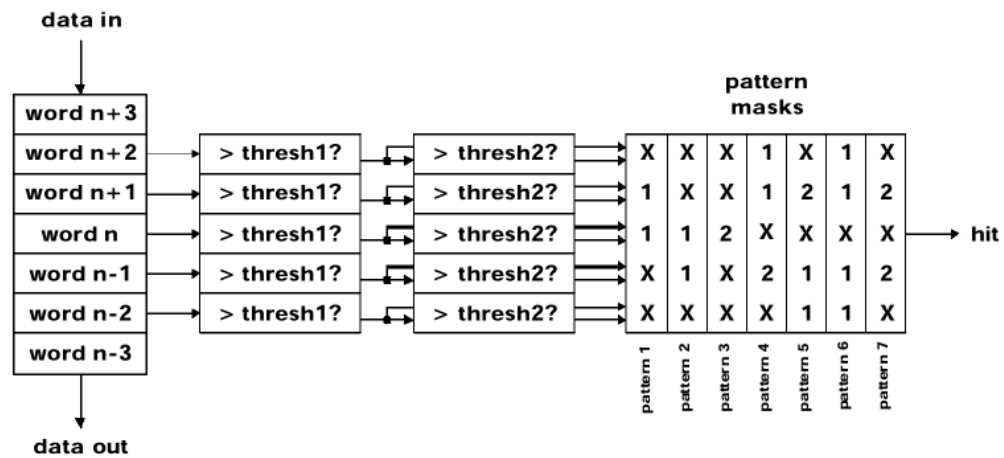 data in
pattern
masks
word n+3
word n+2
> thresh1?
> thresh2?
X X X 1 X 1 X
word n+1
> thresh1?
> thresh2?
1 X X 1 2 1 2
word n
> thresh1?
> thresh2?
1 1 2 X X X X
hit
word n-1
> thresh1?
> thresh2?
X 1 X 2 1 1 2
word n-2
> thresh1?
> thresh2?
X X X X 1 1 X
word n-3
pattern 1
pattern 2
pattern 3
pattern 4
pattern 5
pattern 6
pattern 7
data out